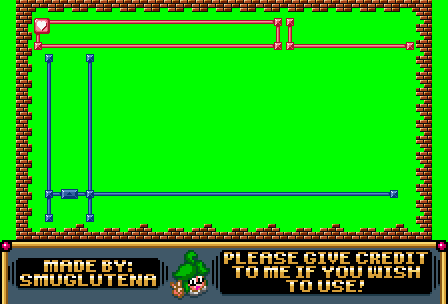 MADE BY:
SMUGLUTENA
PLEASE GIVE CREDIT
TO ME IF YOU WISH
TO USE!